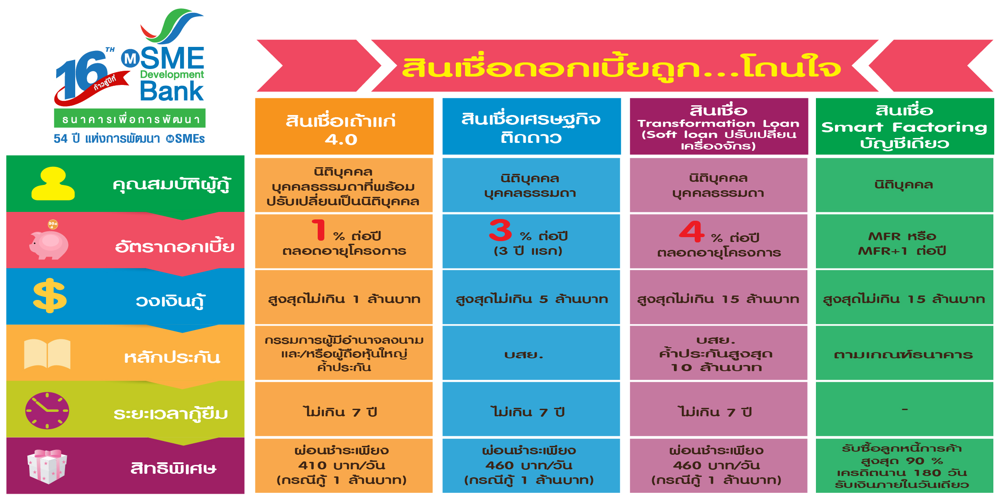 16TH
ก้าวสู่ปีที่
M SME
Development
Bank
ธนาคารเพื่อการพัฒนา
54 ปี แห่งการพัฒนา M SMEs
สินเชื่อดอกเบี้ยถูก...โดนใจ
สินเชื่อเถ้าแก่
4.0
สินเชื่อเศรษฐกิจ
ติดดาว
สินเชื่อ
Transformation Loan
(Soft loan ปรับเปลี่ยน
เครื่องจักร)
สินเชื่อ
Smart Factoring
บัญชีเดียว
คุณสมบัติผู้กู้
นิติบุคคล
บุคคลธรรมดาที่พร้อม
ปรับเปลี่ยนเป็นนิติบุคคล
นิติบุคคล
บุคคลธรรมดา
นิติบุคคล
บุคคลธรรมดา
นิติบุคคล
504
อัตราดอกเบี้ย
1 % ต่อปี
ตลอดอายุโครงการ
3 % ต่อปี
(3 ปี แรก)
4 % ต่อปี
ตลอดอายุโครงการ
MFR หรือ
MFR+1 ต่อปี
$ วงเงินกู้
สูงสุดไม่เกิน 1 ล้านบาท
สูงสุดไม่เกิน 5 ล้านบาท
สูงสุดไม่เกิน 15 ล้านบาท
สูงสุดไม่เกิน 15 ล้านบาท
หลักประกัน
กรรมการผู้มีอำนาจลงนาม
และ/หรือผู้ถือหุ้นใหญ่
ค้ำประกัน
บสย.
บสย.
ค้ำประกันสูงสุด
10 ล้านบาท
ตามเกณฑ์ธนาคาร
ระยะเวลากู้ยืม
ไม่เกิน 7 ปี
ไม่เกิน 7 ปี
ไม่เกิน 7 ปี
-
สิทธิพิเศษ
ผ่อนชำระเพียง
410 บาท/วัน
(กรณีกู้ 1 ล้านบาท)
ผ่อนชำระเพียง
460 บาท/วัน
(กรณีกู้ 1 ล้านบาท)
ผ่อนชำระเพียง
460 บาท/วัน
(กรณีกู้ 1 ล้านบาท)
รับซื้อลูกหนี้การค้า
สูงสุด 90 %
เครดิตนาน 180 วัน
รับเงินภายในวันเดียว